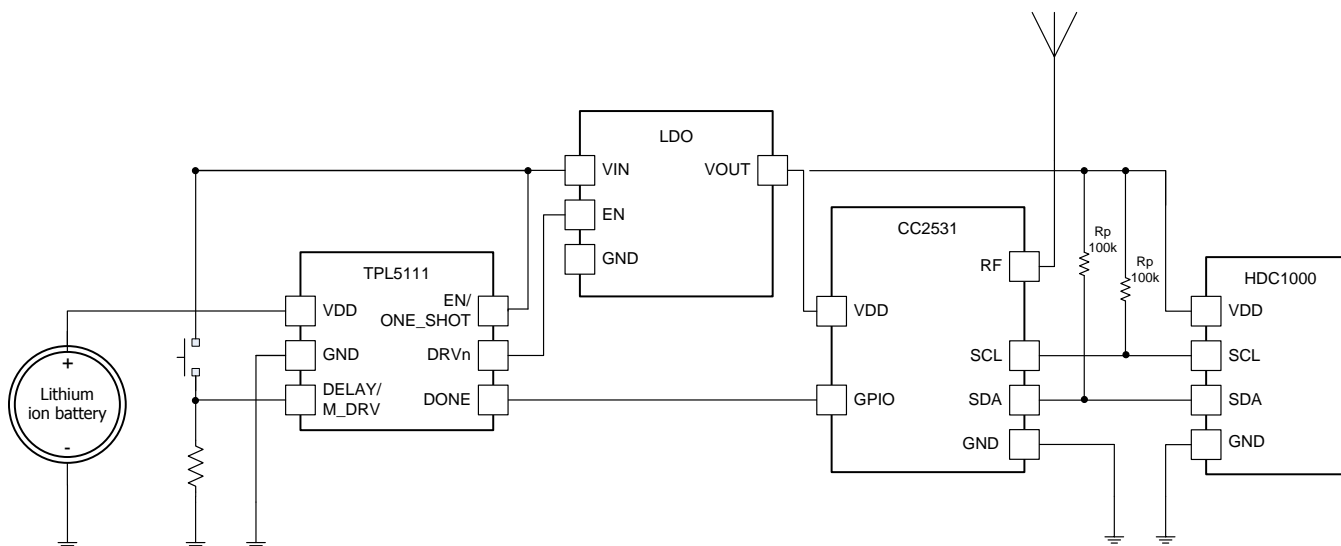 LDO
VIN
VOUT
EN
GND
TPL5111
VDD
EN/
ONE_SHOT
GND
DRVn
DELAY/
M_DRV
DONE
+
Lithium
ion battery
-
CC2531
RF
VDD
SCL
GPIO
SDA
GND
Rp
100k
Rp
100k
HDC1000
VDD
SCL
SDA
GND